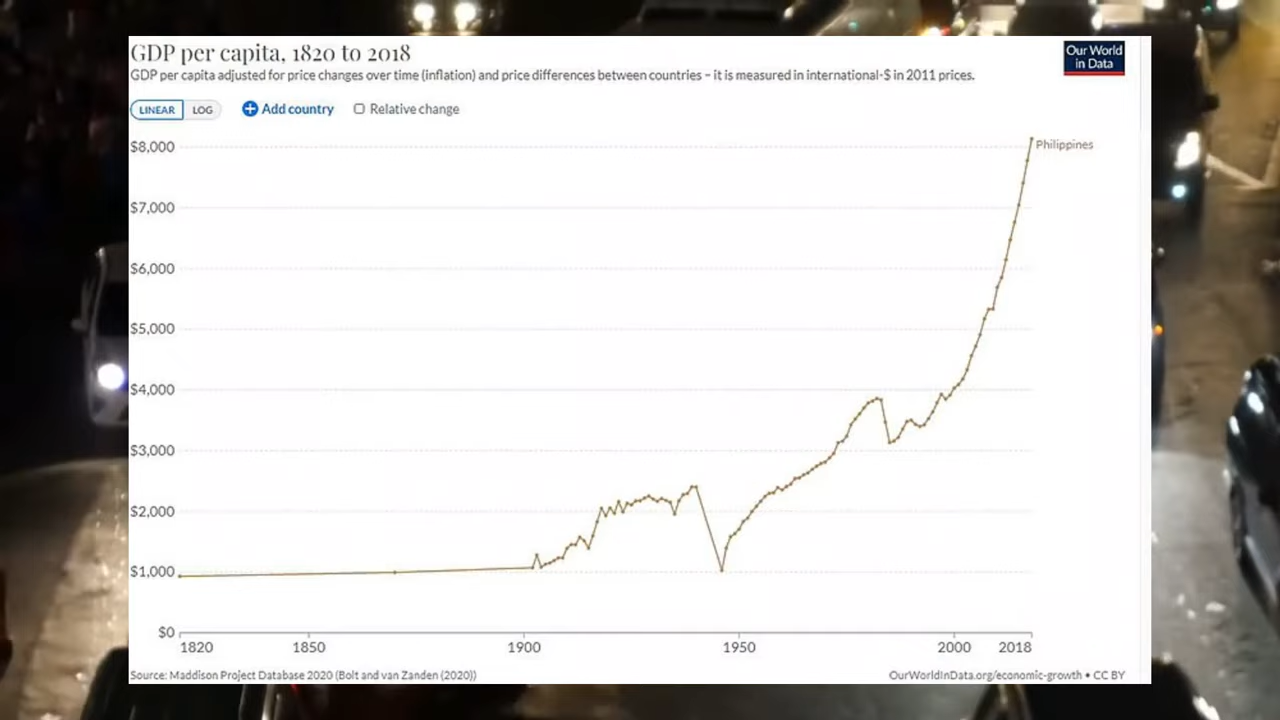 GDP per capita, 1820 to 2018
Our World
in Data
GDP per capita adjusted for price changes over time (inflation) and price differences between countries – it is measured in international-$ in 2011 prices.
LINEAR LOG Add country Relative change
$8,000
Philippines
$7,000
$6,000
$5,000
$4,000
$3,000
$2,000
$1,000
$0
1820 1850 1900 1950 2000 2018
Source: Maddison Project Database 2020 (Bolt and van Zanden (2020))
OurWorldInData.org/economic-growth • CC BY